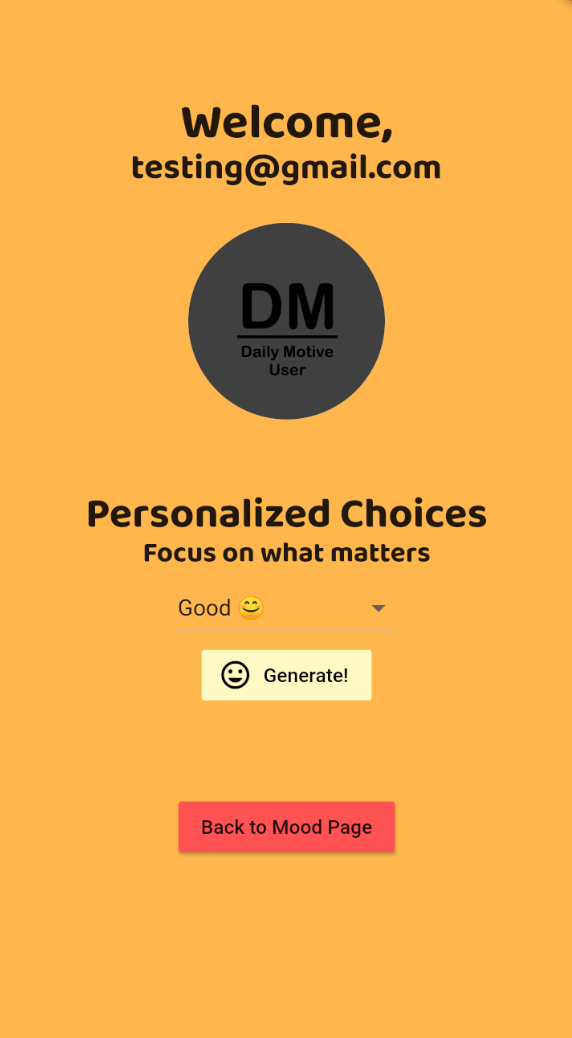 Welcome,
testing@gmail.com
DM
Daily Motive
User
Personalized Choices
Focus on what matters
Good 😊
Generate!
Back to Mood Page